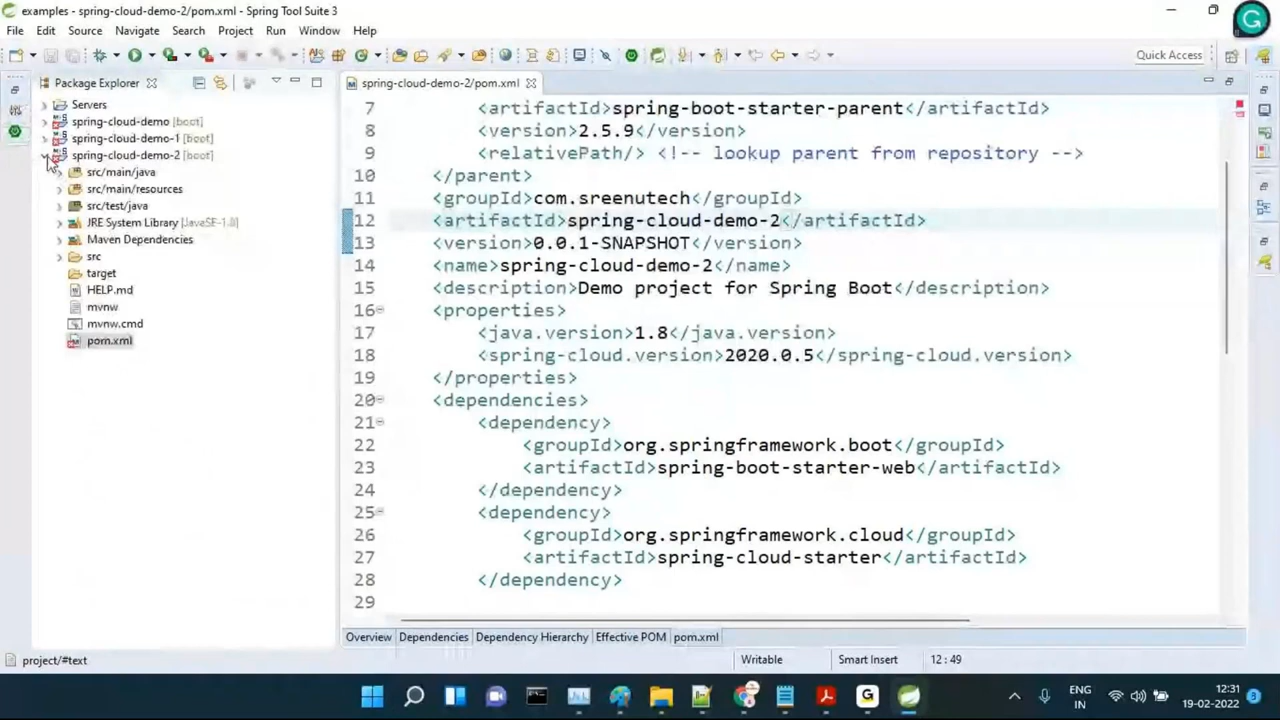 examples - spring-cloud-demo-2/pom.xml - Spring Tool Suite 3
File Edit Source Navigate Search Project Run Window Help
Quick Access
Package Explorer
spring-cloud-demo-2/pom.xml
Servers
spring-cloud-demo [boot]
spring-cloud-demo-1 [boot]
spring-cloud-demo-2 [boot]
src/main/java
src/main/resources
src/test/java
JRE System Library [JavaSE-1.8]
Maven Dependencies
src
target
HELP.md
mvnw
mvnw.cmd
pom.xml
7 <artifactId>spring-boot-starter-parent</artifactId>
8 <version>2.5.9</version>
9 <relativePath/> <!-- lookup parent from repository -->
10 </parent>
11 <groupId>com.sreenutech</groupId>
12 <artifactId>spring-cloud-demo-2</artifactId>
13 <version>0.0.1-SNAPSHOT</version>
14 <name>spring-cloud-demo-2</name>
15 <description>Demo project for Spring Boot</description>
16 <properties>
17 <java.version>1.8</java.version>
18 <spring-cloud.version>2020.0.5</spring-cloud.version>
19 </properties>
20 <dependencies>
21 <dependency>
22 <groupId>org.springframework.boot</groupId>
23 <artifactId>spring-boot-starter-web</artifactId>
24 </dependency>
25 <dependency>
26 <groupId>org.springframework.cloud</groupId>
27 <artifactId>spring-cloud-starter</artifactId>
28 </dependency>
29
Overview Dependencies Dependency Hierarchy Effective POM pom.xml
project/#text
Writable Smart Insert 12 : 49
ENG
IN
12:31
19-02-2022
3